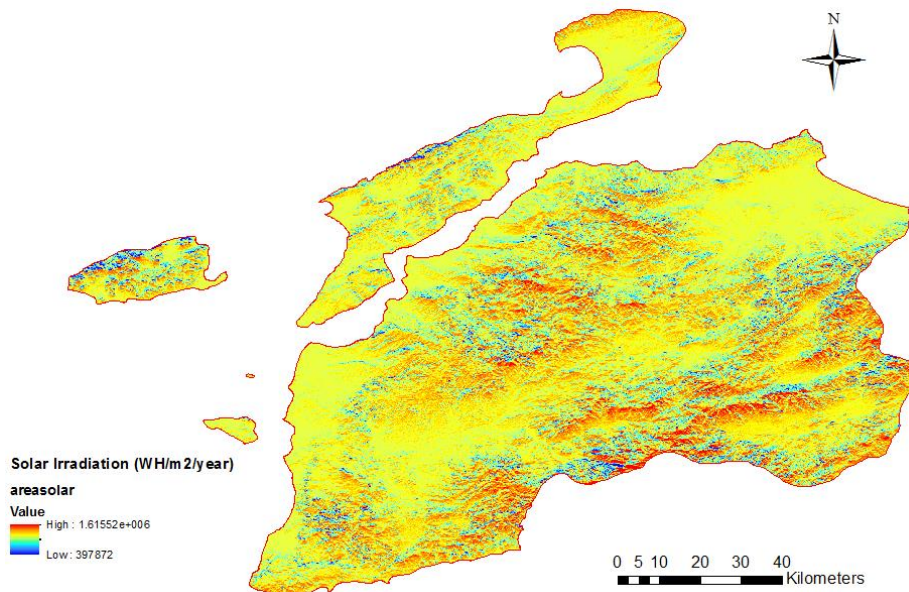 N
Solar Irradiation (WH/m2/year)
areasolar
Value
High : 1.61552e+006
Low : 397872
0 5 10 20 30 40
Kilometers